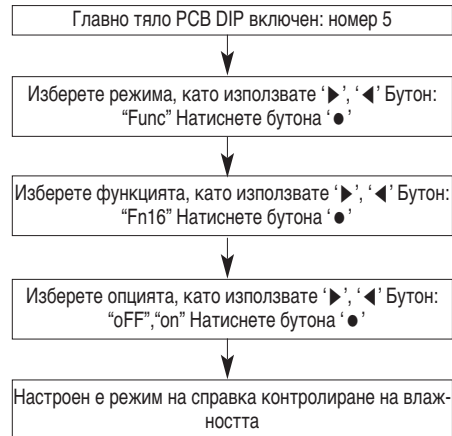 Главно тяло PCB DIP включен: номер 5
Изберете режима, като използвате ‘▶’, ‘◀’ Бутон:
“Func” Натиснете бутона ‘●’
Изберете функцията, като използвате ‘▶’, ‘◀’ Бутон:
“Fn16” Натиснете бутона ‘●’
Изберете опцията, като използвате ‘▶’, ‘◀’ Бутон:
“oFF”,“on” Натиснете бутона ‘●’
Настроен е режим на справка контролиране на влаж-
ността